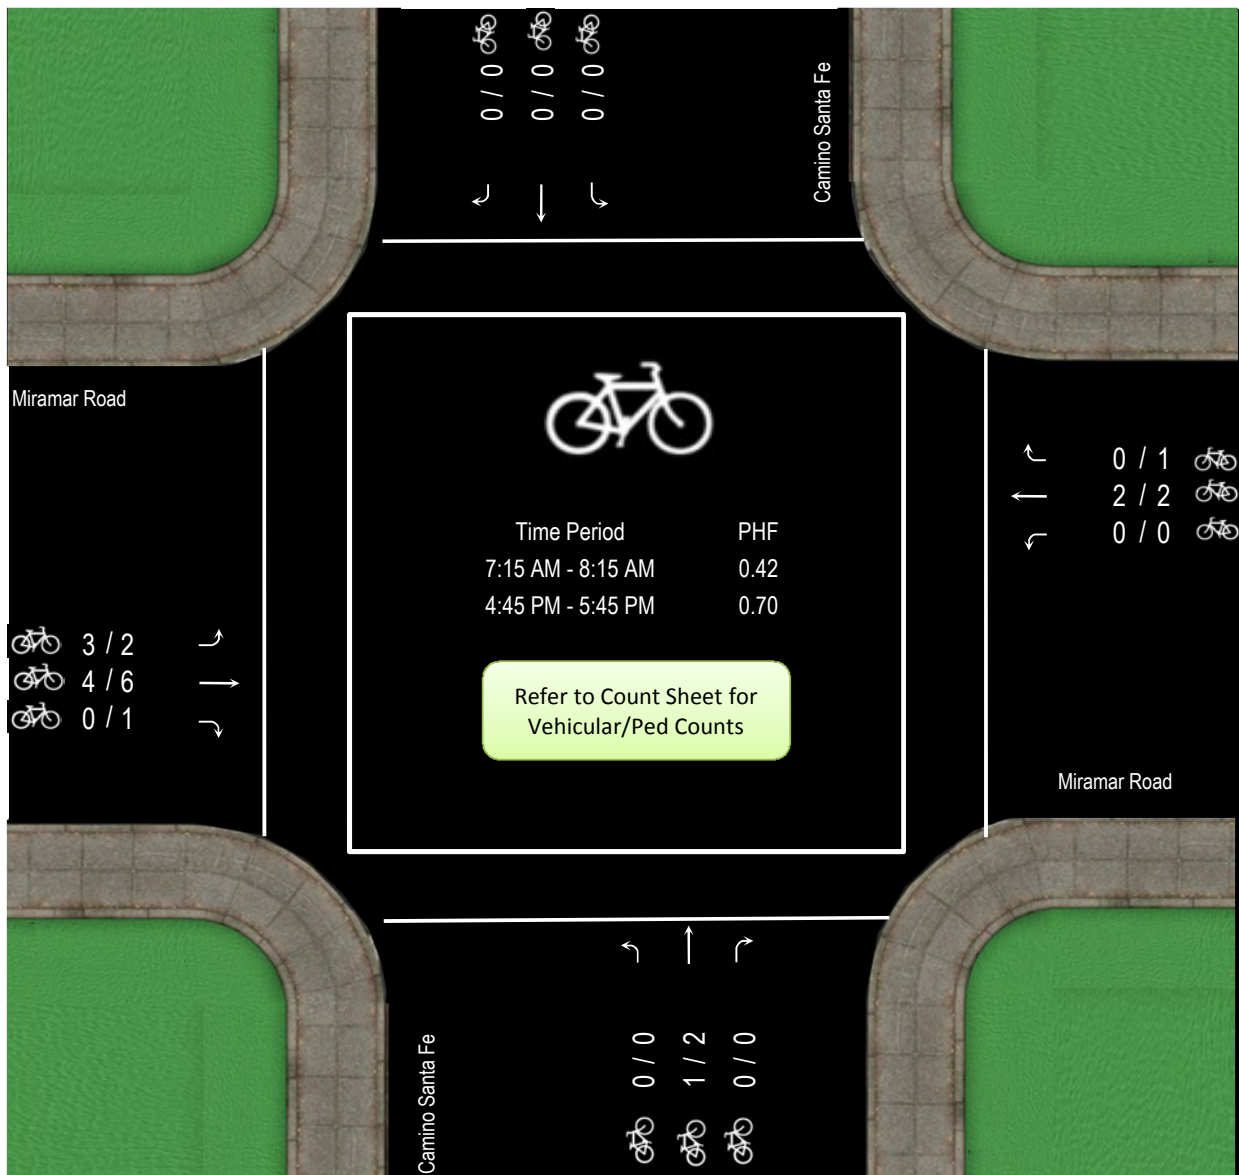 0 / 0
0 / 0
0 / 0
Camino Santa Fe
Miramar Road
0 / 1
2 / 2
0 / 0
Time Period PHF
7:15 AM - 8:15 AM 0.42
4:45 PM - 5:45 PM 0.70
3 / 2
4 / 6
0 / 1
Refer to Count Sheet for
Vehicular/Ped Counts
Miramar Road
Camino Santa Fe
0 / 0
1 / 2
0 / 0